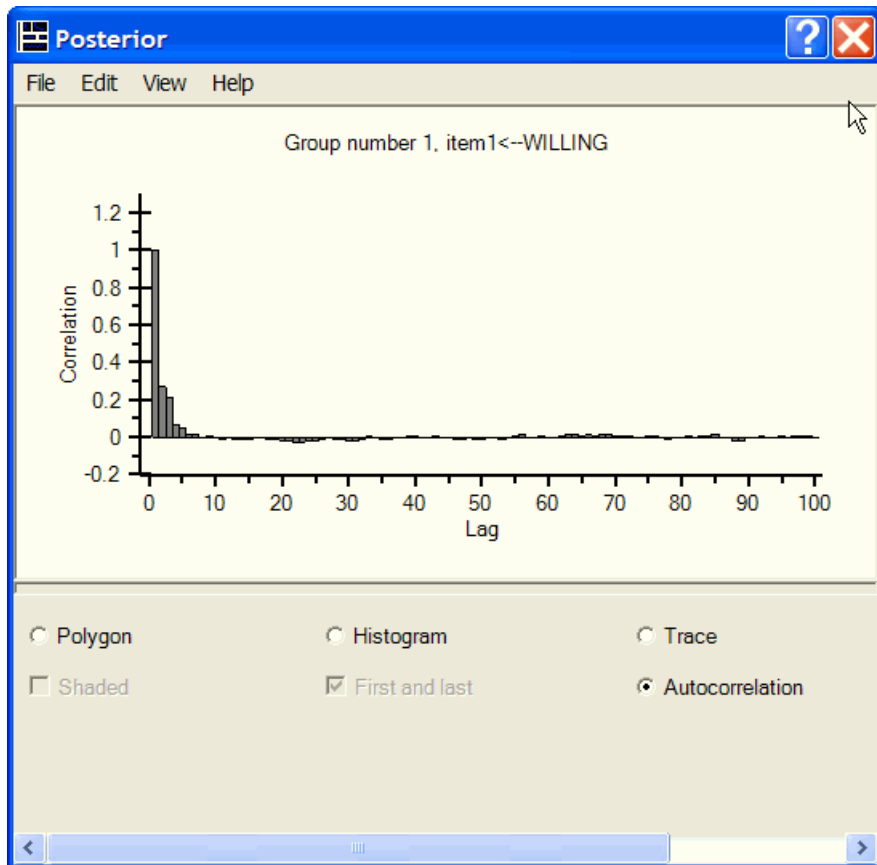 Posterior
File Edit View Help
Group number 1, item1<--WILLING
1.2
1
0.8
0.6
0.4
0.2
0
-0.2
Correlation
0 10 20 30 40 50 60 70 80 90 100
Lag
Polygon Histogram Trace
Shaded First and last Autocorrelation